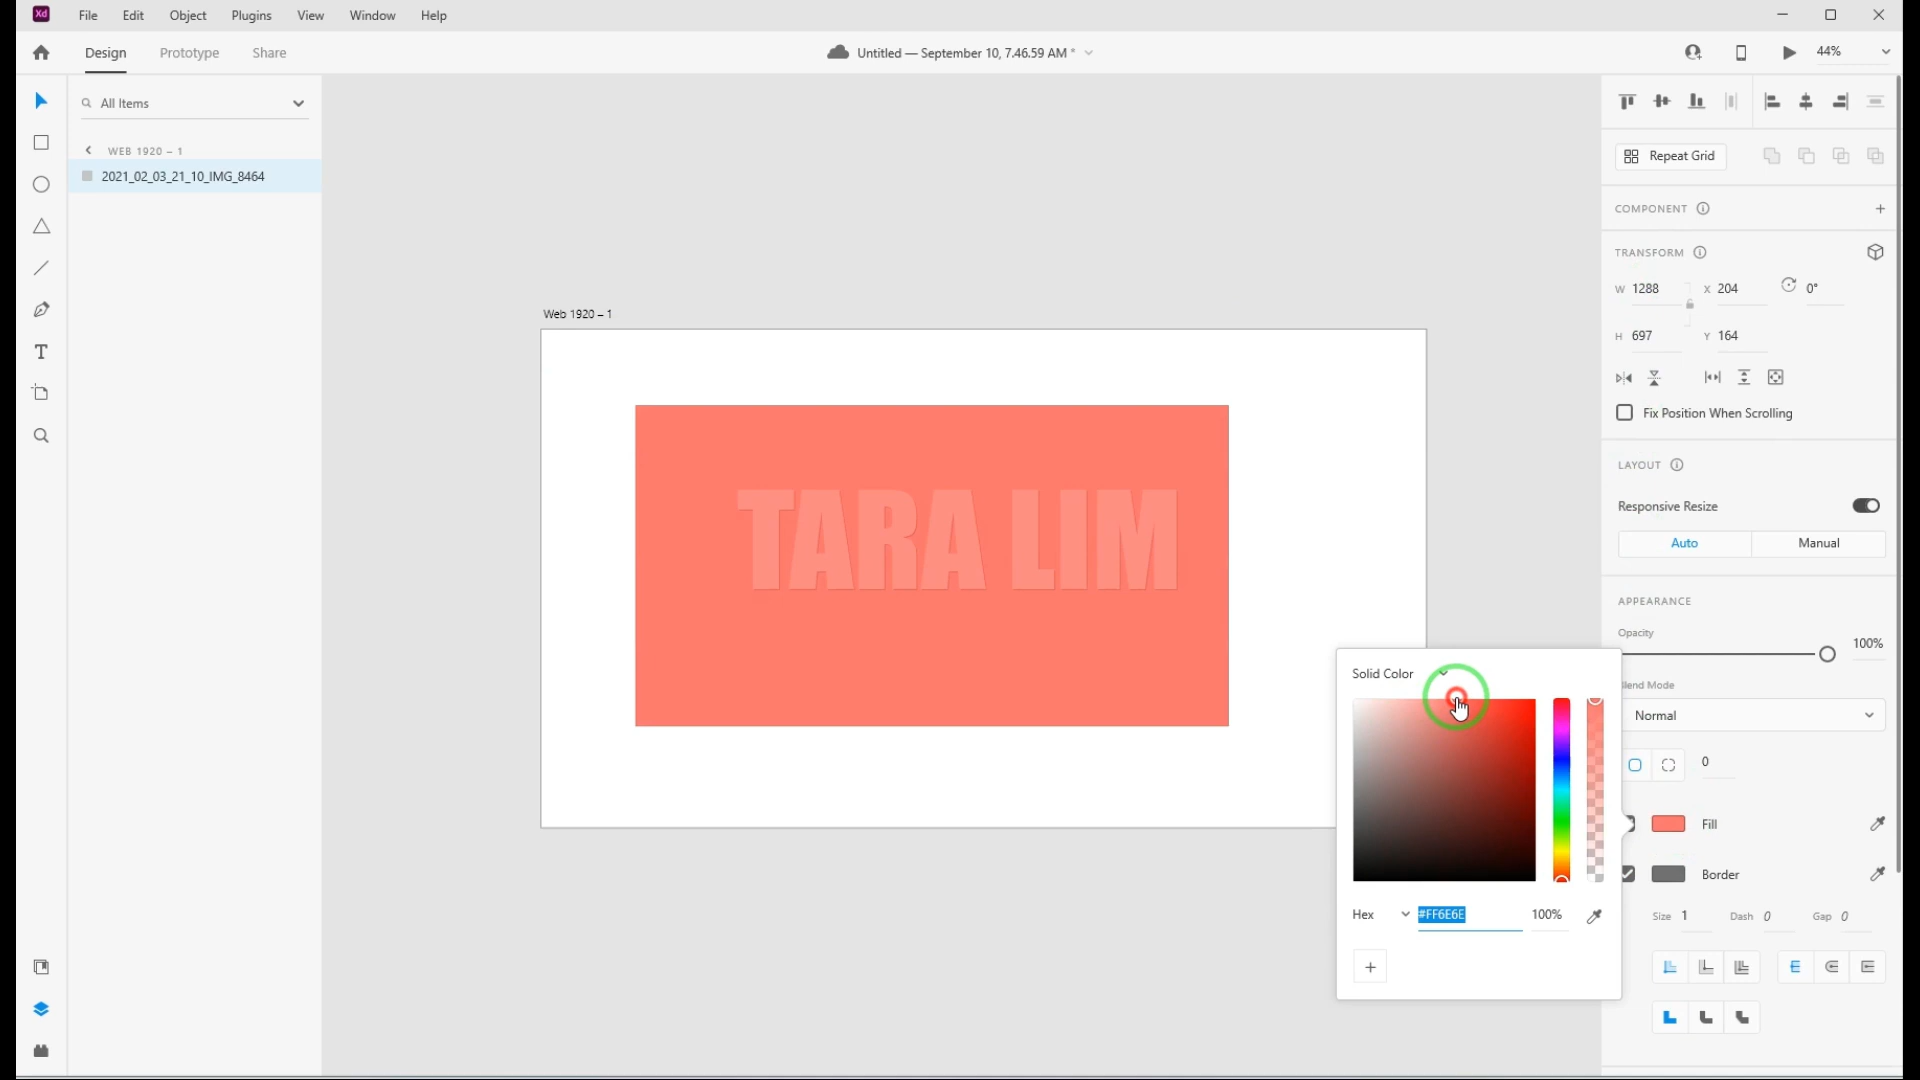 Xd File Edit Object Plugins View Window Help
Design Prototype Share Untitled — September 10, 7.46.59 AM * 44%
All Items
WEB 1920 – 1
2021_02_03_21_10_IMG_8464
Repeat Grid
COMPONENT
TRANSFORM
W 1288 X 204 0°
H 697 Y 164
Fix Position When Scrolling
LAYOUT
Responsive Resize
Auto Manual
APPEARANCE
Opacity
100%
lend Mode
Normal
0
Fill
Border
Size 1 Dash 0 Gap 0
Web 1920 – 1
TARA LIM
Solid Color
Hex #FF6E6E 100%
T